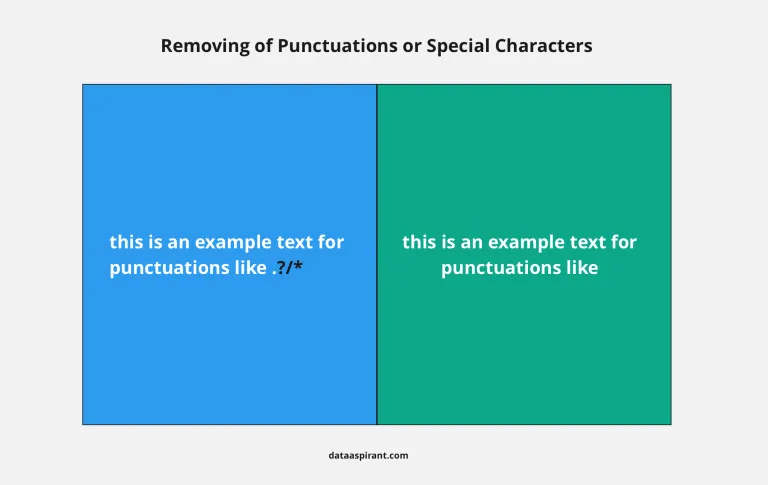 Removing of Punctuations or Special Characters
this is an example text for
punctuations like .?/*
this is an example text for
punctuations like
dataaspirant.com